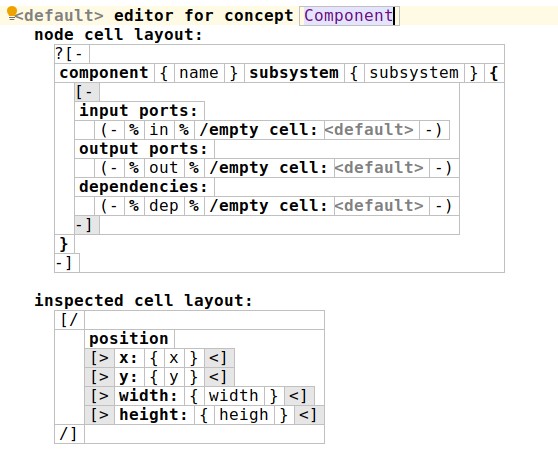 <default> editor for concept Component
node cell layout:
?[-
component { name } subsystem { subsystem } {
[-
input ports:
(- % in % /empty cell: <default> -)
output ports:
(- % out % /empty cell: <default> -)
dependencies:
(- % dep % /empty cell: <default> -)
-]
}
-]
inspected cell layout:
[/
position
[> x: { x } <]
[> y: { y } <]
[> width: { width } <]
[> height: { heigh } <]
/]